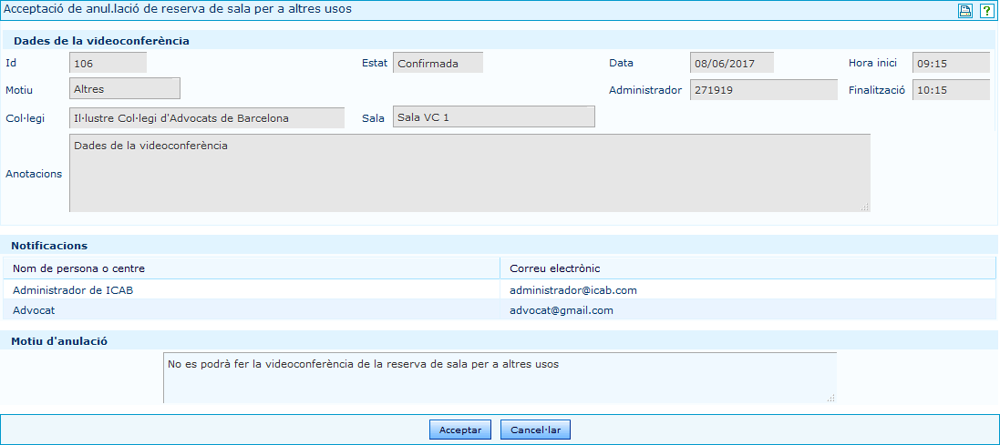 Acceptació de anul.lació de reserva de sala per a altres usos
?
Dades de la videoconferència
Id 106 Estat Confirmada Data 08/06/2017 Hora inici 09:15
Motiu Altres Administrador 271919 Finalització 10:15
Col·legi Il·lustre Col·legi d'Advocats de Barcelona Sala Sala VC 1
Anotacions Dades de la videoconferència
Notificacions
Nom de persona o centre Correu electrònic
Administrador de ICAB administrador@icab.com
Advocat advocat@gmail.com
Motiu d'anulació
No es podrà fer la videoconferència de la reserva de sala per a altres usos
Acceptar Cancel·lar